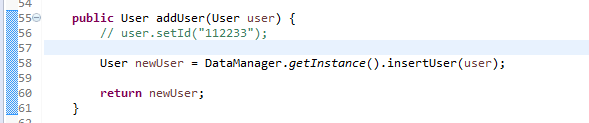 54
55 public User addUser(User user) {
56 // user.setId("112233");
57
58 User newUser = DataManager.getInstance().insertUser(user);
59
60 return newUser;
61 }